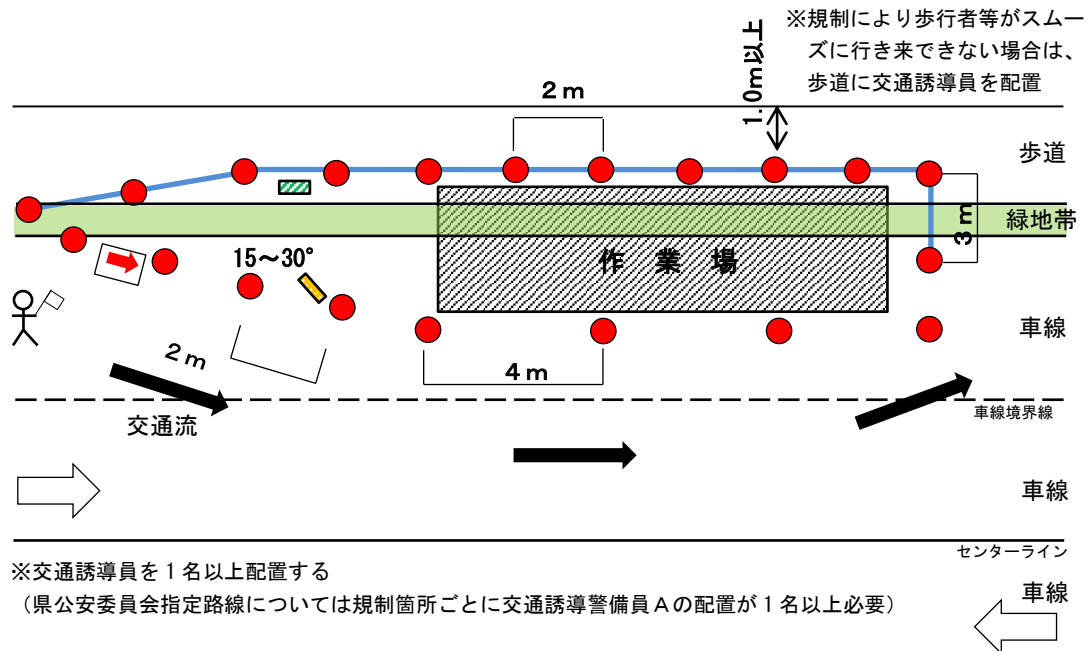 ※規制により歩行者等がスムー
ズに行き来できない場合は、
歩道に交通誘導員を配置
1.0m以上
2m
歩道
緑地帯
3m
15～30°
作業場
車線
2m
4m
交通流
車線境界線
車線
センターライン
※交通誘導員を１名以上配置する
（県公安委員会指定路線については規制箇所ごとに交通誘導警備員Ａの配置が１名以上必要）
車線